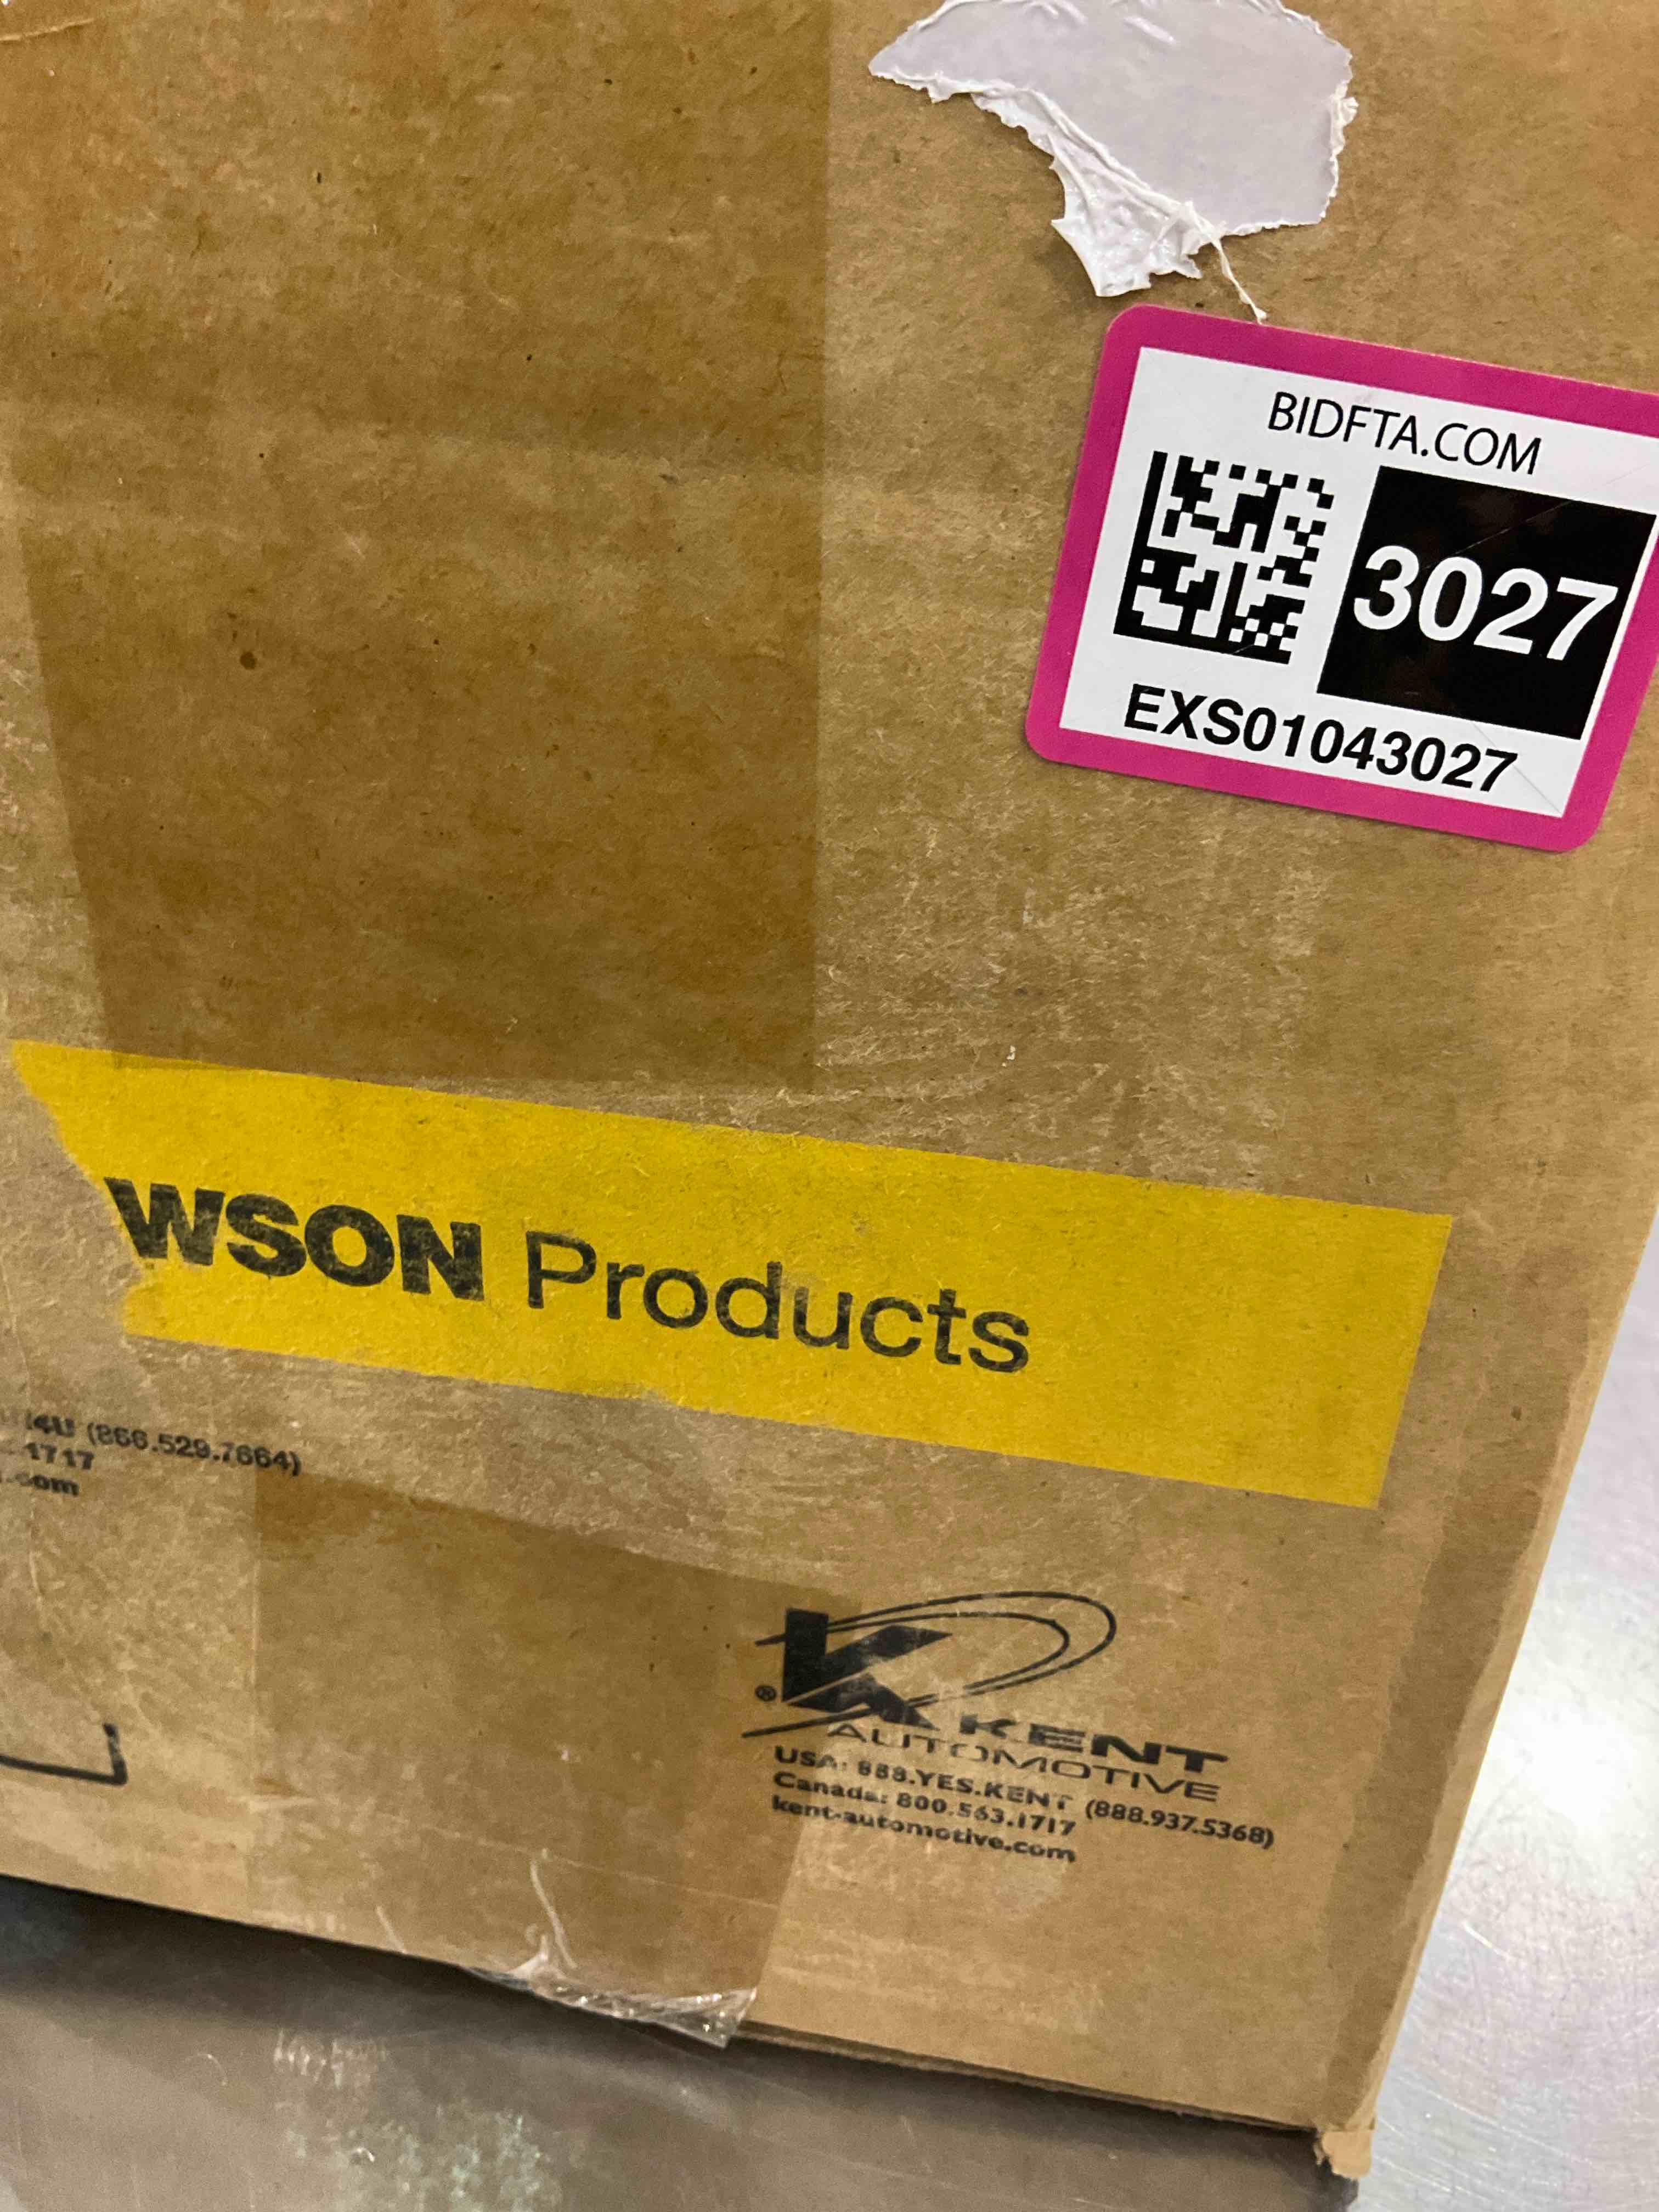 BIDFTA.COM
3027
EXS01043027
WSON Products
4U (866.529.7664)
1717
.com
®
KENT
AUTOMOTIVE
USA: 888.YES.KENT (888.937.5368)
Canada: 800.563.1717
kent-automotive.com